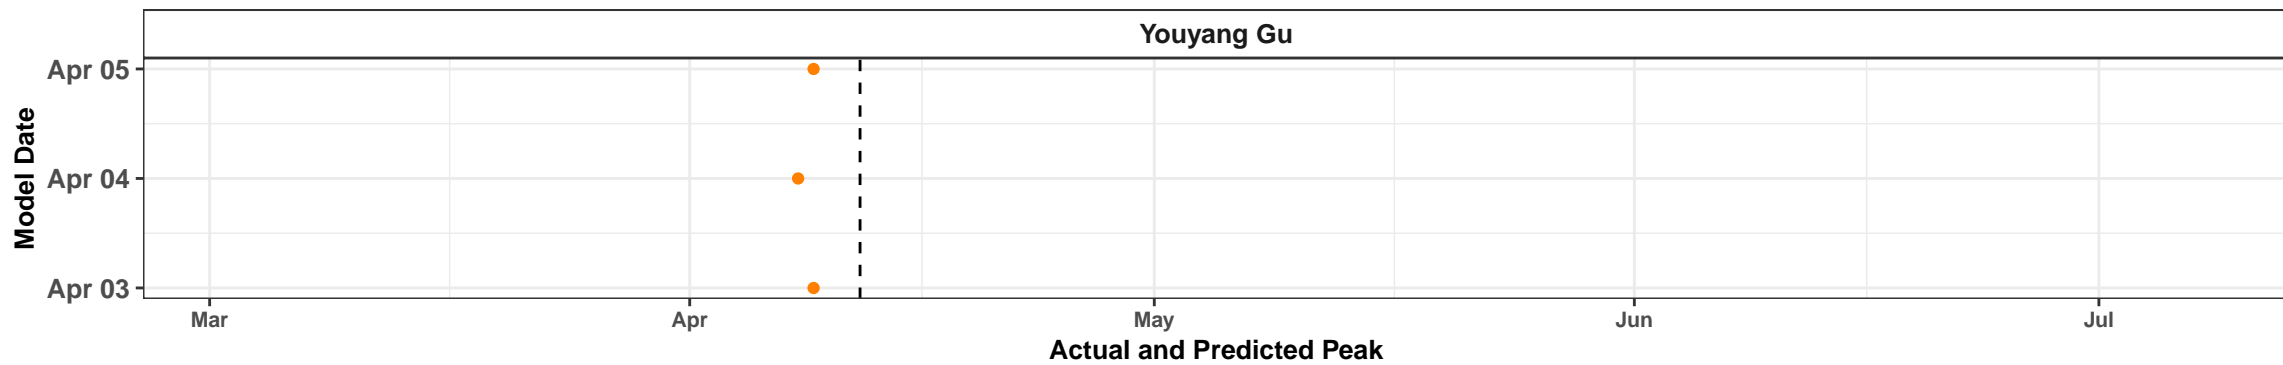 Youyang Gu
Apr 05
Apr 04
Apr 03
Model Date
Mar Apr May Jun Jul
Actual and Predicted Peak